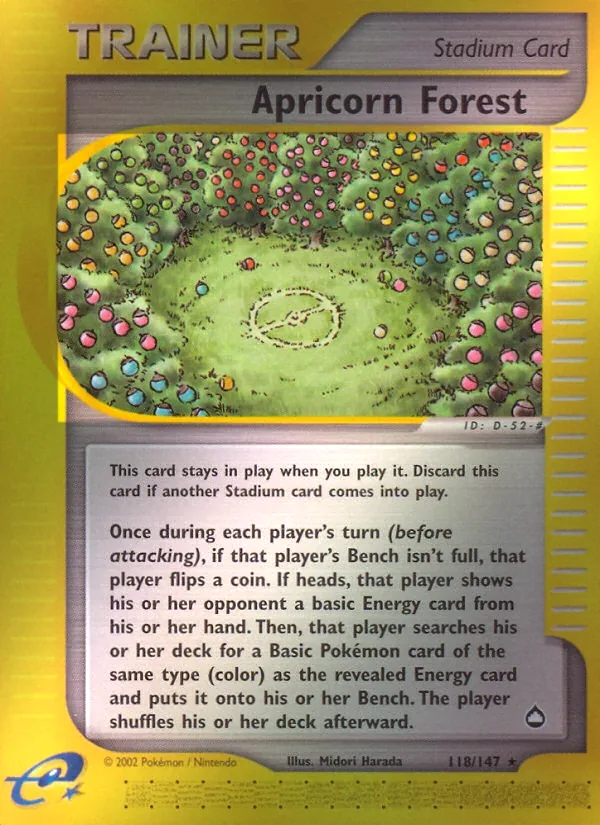 TRAINER
Stadium Card
Apricorn Forest
ID: D-52-#
This card stays in play when you play it. Discard this
card if another Stadium card comes into play.
Once during each player's turn (before
attacking), if that player's Bench isn't full, that
player flips a coin. If heads, that player shows
his or her opponent a basic Energy card from
his or her hand. Then, that player searches his
or her deck for a Basic Pokémon card of the
same type (color) as the revealed Energy card
and puts it onto his or her Bench. The player
shuffles his or her deck afterward.
© 2002 Pokémon / Nintendo
Illus. Midori Harada
118/147 ★
e